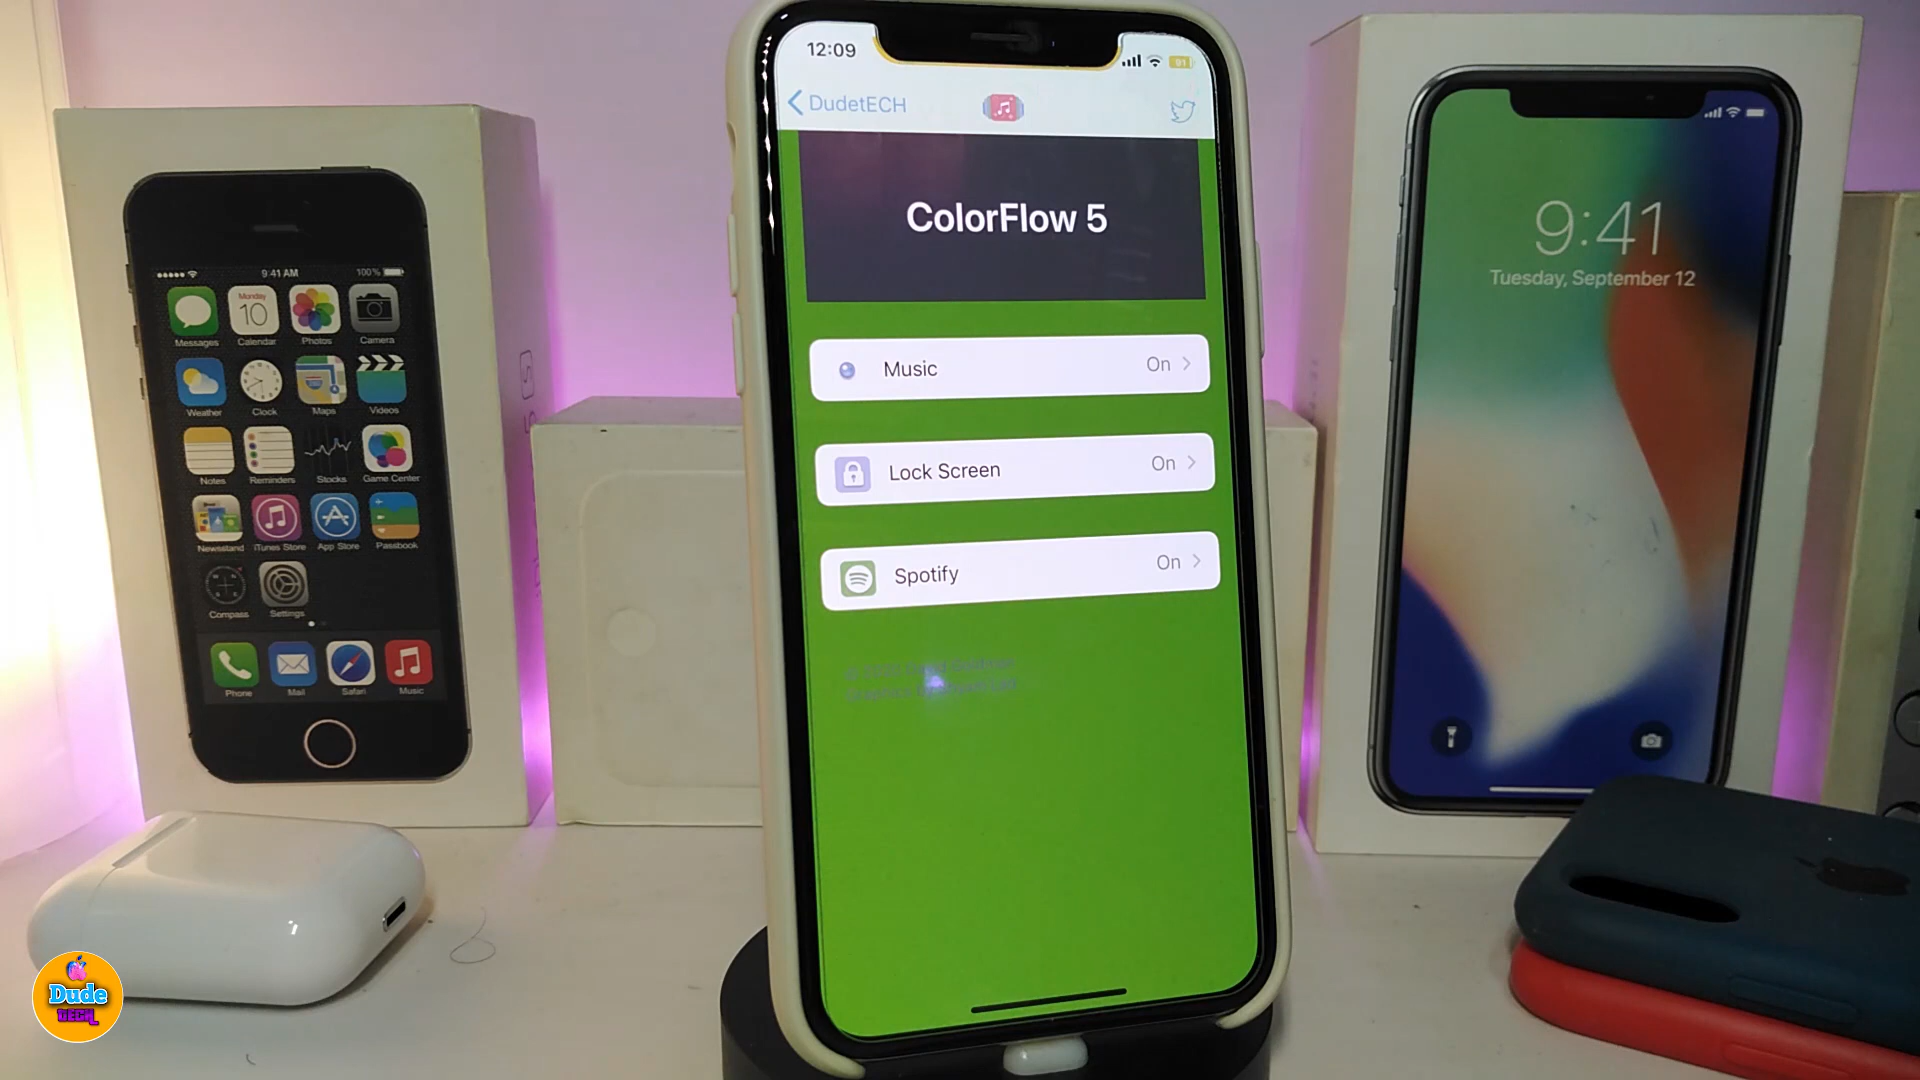 12:09
91
DudetECH
ColorFlow 5
Music
On
Lock Screen
On
Spotify
On
9:41 AM
100%
Monday
10
Messages
Calendar
Photos
Camera
Weather
Clock
Maps
Videos
Notes
Reminders
Stocks
Game Center
Newsstand
iTunes Store
App Store
Passbook
Compass
Settings
Phone
Mail
Safari
Music
9:41
Tuesday, September 12
Dude
TECH